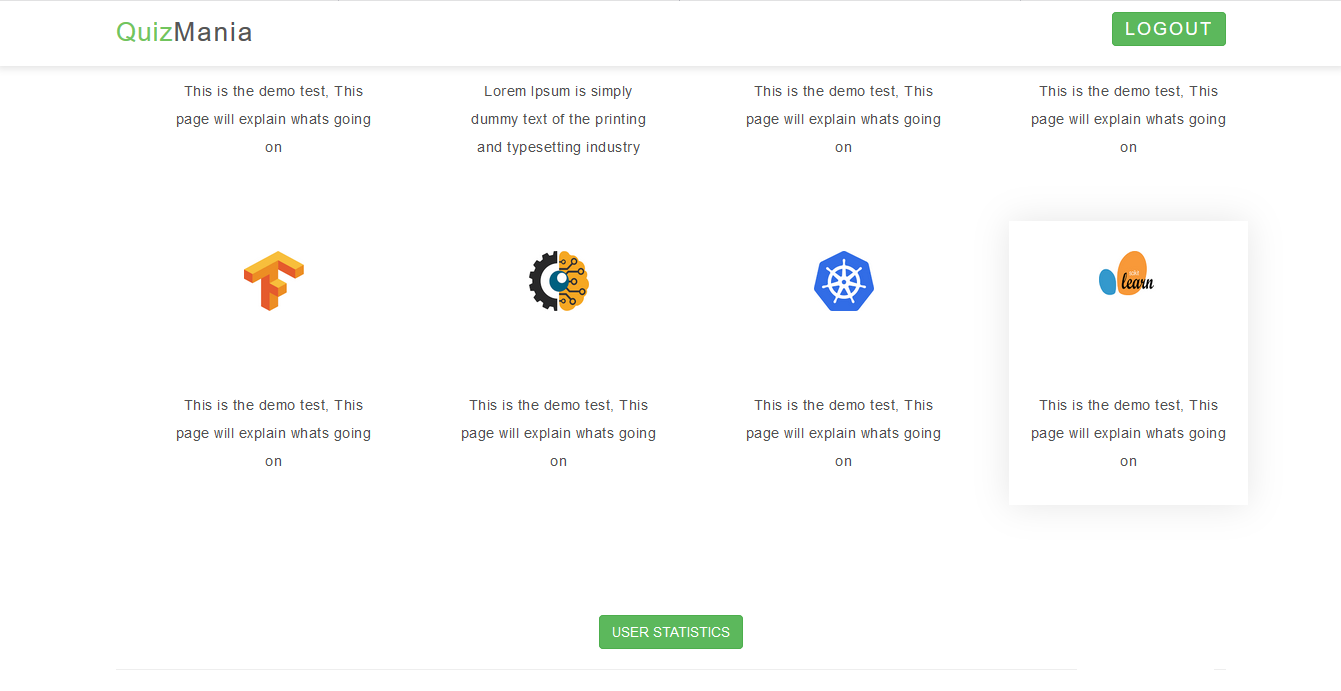 QuizMania
LOGOUT
This is the demo test, This
page will explain whats going
on
Lorem Ipsum is simply
dummy text of the printing
and typesetting industry
This is the demo test, This
page will explain whats going
on
This is the demo test, This
page will explain whats going
on
learn
This is the demo test, This
page will explain whats going
on
This is the demo test, This
page will explain whats going
on
This is the demo test, This
page will explain whats going
on
This is the demo test, This
page will explain whats going
on
USER STATISTICS